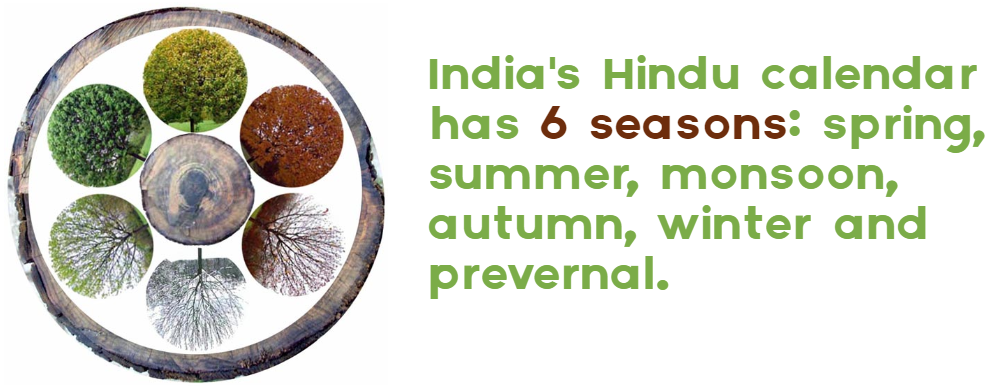 India's Hindu calendar
has 6 seasons: spring,
summer, monsoon,
autumn, winter and
prevernal.